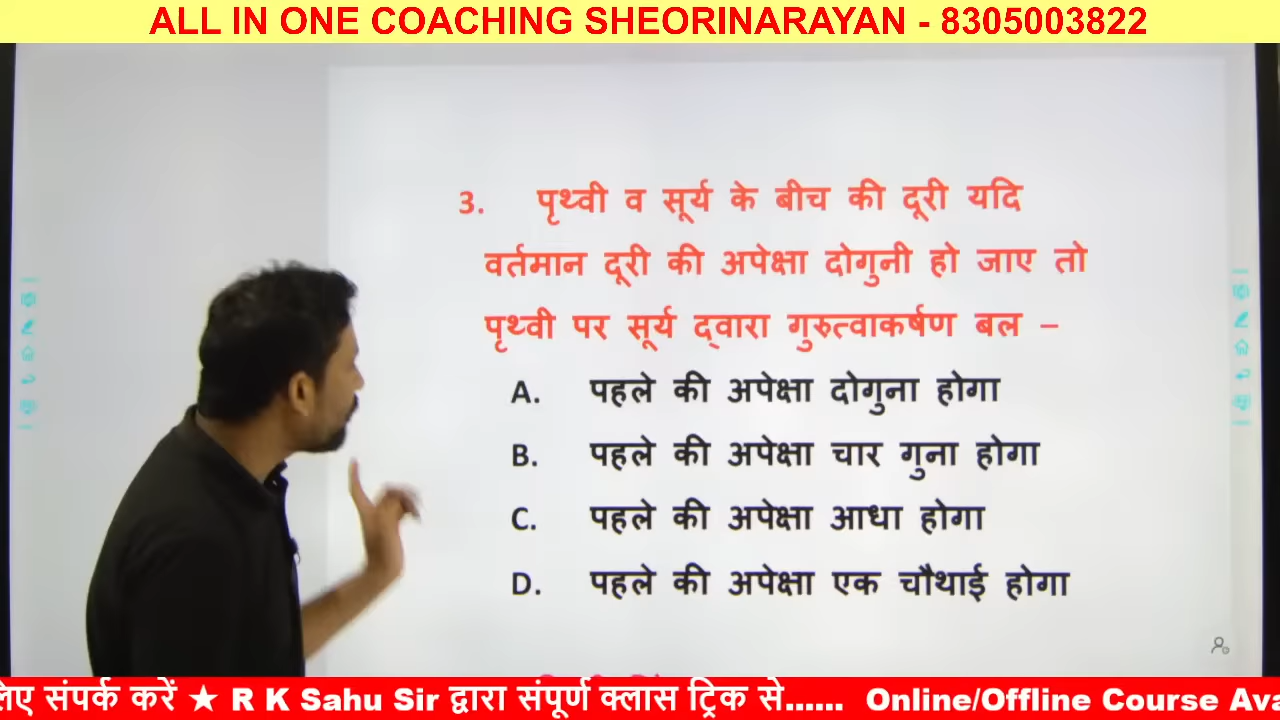 ALL IN ONE COACHING SHEORINARAYAN - 8305003822
3. पृथ्वी व सूर्य के बीच की दूरी यदि
वर्तमान दूरी की अपेक्षा दोगुनी हो जाए तो
पृथ्वी पर सूर्य द्वारा गुरुत्वाकर्षण बल –
A. पहले की अपेक्षा दोगुना होगा
B. पहले की अपेक्षा चार गुना होगा
C. पहले की अपेक्षा आधा होगा
D. पहले की अपेक्षा एक चौथाई होगा
संपर्क करें ★ R K Sahu Sir द्वारा संपूर्ण क्लास ट्रिक से...... Online/Offline Course